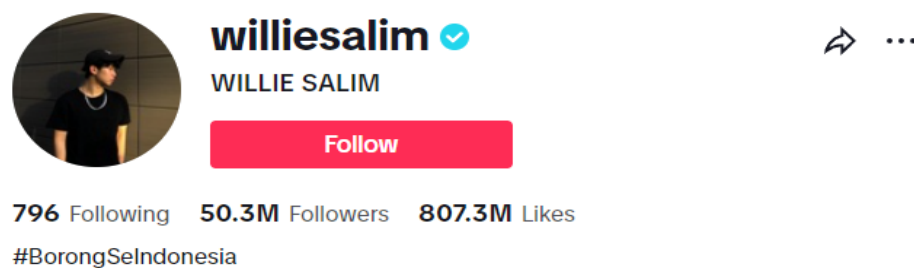 williesalim
WILLIE SALIM
Follow
796 Following 50.3M Followers 807.3M Likes
#BorongSeIndonesia